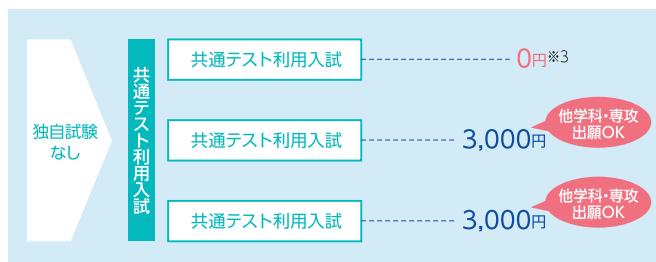 独自試験
なし
共通テスト利用入試
共通テスト利用入試
0円※3
共通テスト利用入試
3,000円
他学科・専攻
出願OK
共通テスト利用入試
3,000円
他学科・専攻
出願OK